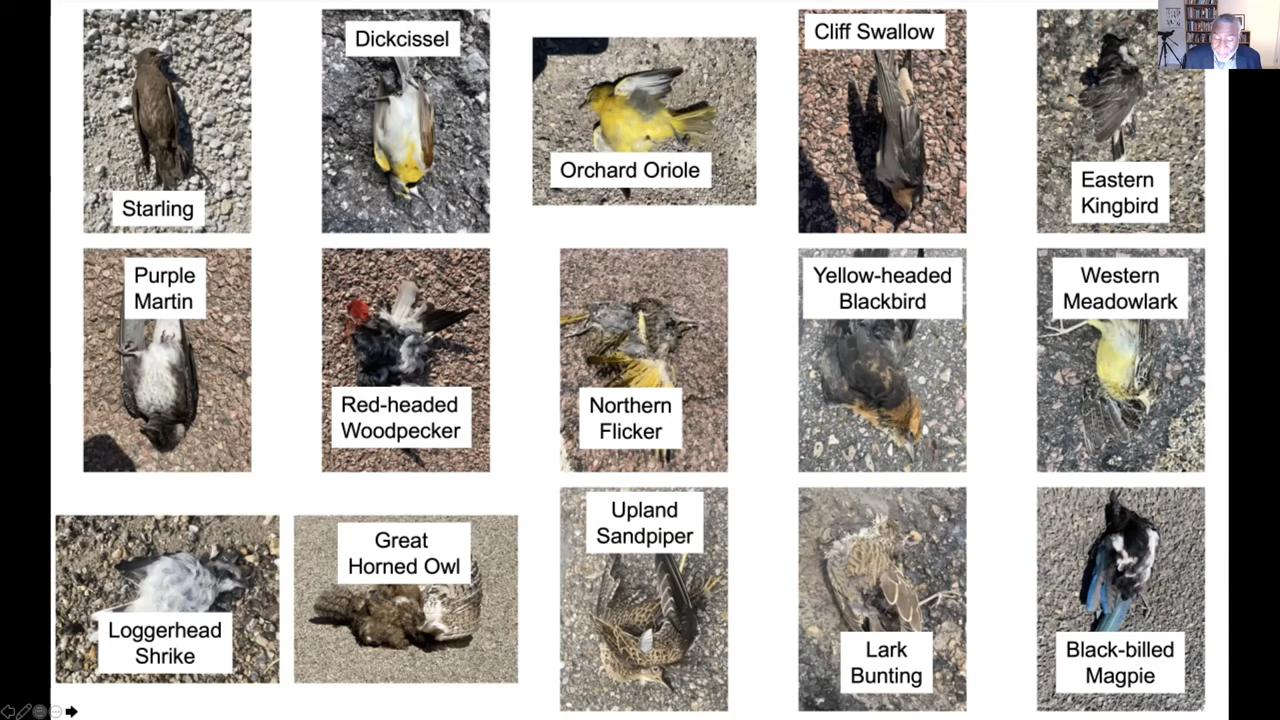 Starling
Dickcissel
Orchard Oriole
Cliff Swallow
Eastern
Kingbird
Purple
Martin
Red-headed
Woodpecker
Northern
Flicker
Yellow-headed
Blackbird
Western
Meadowlark
Loggerhead
Shrike
Great
Horned Owl
Upland
Sandpiper
Lark
Bunting
Black-billed
Magpie